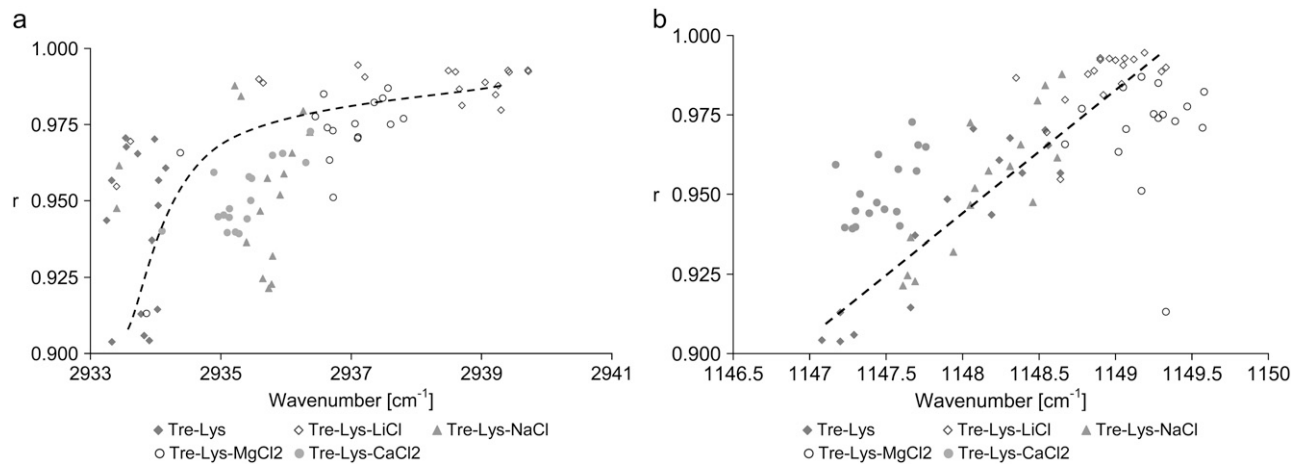 a
1.000
0.975
0.950
r
0.925
0.900
2933 2935 2937 2939 2941
Wavenumber [cm-1]
Tre-Lys Tre-Lys-LiCl Tre-Lys-NaCl
Tre-Lys-MgCl2 Tre-Lys-CaCl2
b
1.000
0.975
0.950
r
0.925
0.900
1146.5 1147 1147.5 1148 1148.5 1149 1149.5 1150
Wavenumber [cm-1]
Tre-Lys Tre-Lys-LiCl Tre-Lys-NaCl
Tre-Lys-MgCl2 Tre-Lys-CaCl2